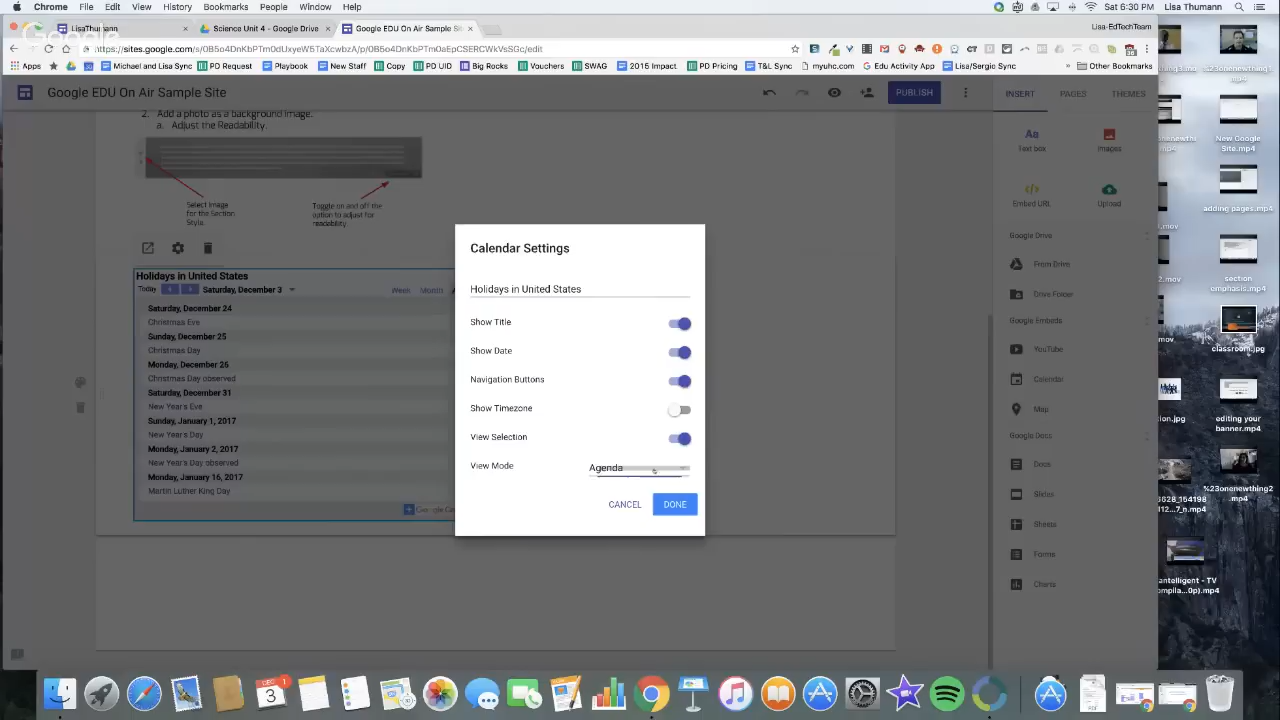 Chrome File Edit View History Bookmarks People Window Help
Sat 6:30 PM Lisa Thumann
Google
LisaThumann
Science Unit 4 - Google Drive
Google EDU On Air Sample Site
Lisa-EdTechTeam
Apps
Michael and Lisa Sync
PD Request
Playbook
New Staff
Copy
PD UID
Big Rocks
Vouchers
SWAG
2016 Impact
PD Pricing
T&L Sync
myuhc.com
Edu Activity App
Lisa/Sergio Sync
Other Bookmarks
Google EDU On Air Sample Site
PUBLISH
INSERT PAGES THEMES
2. Add a photo as a background image.
a. Adjust the Readability.
Select Image
for the Section
Style.
Toggle on and off the
option to adjust for
readability.
Holidays in United States
Today Saturday, December 3 Week Month
Saturday, December 24
Christmas Eve
Sunday, December 25
Christmas Day
Monday, December 26
Christmas Day observed
Saturday, December 31
New Year's Eve
Sunday, January 1, 2017
New Year's Day
Monday, January 2, 2017
New Year's Day observed
Monday, January 16, 2017
Martin Luther King Day
Calendar Settings
Holidays in United States
Show Title
Show Date
Navigation Buttons
Show Timezone
View Selection
View Mode Agenda
CANCEL DONE
Text box Images
Embed URL Upload
Google Drive
From Drive
Drive Folder
Google Embeds
YouTube
Calendar
Map
Google Docs
Docs
Slides
Sheets
Forms
Charts
New Google
Site.mp4
adding pages.mp4
section
emphasis.mp4
classroom.jpg
editing your
banner.mp4
%23onenewthing2
.mp4
DEC
3